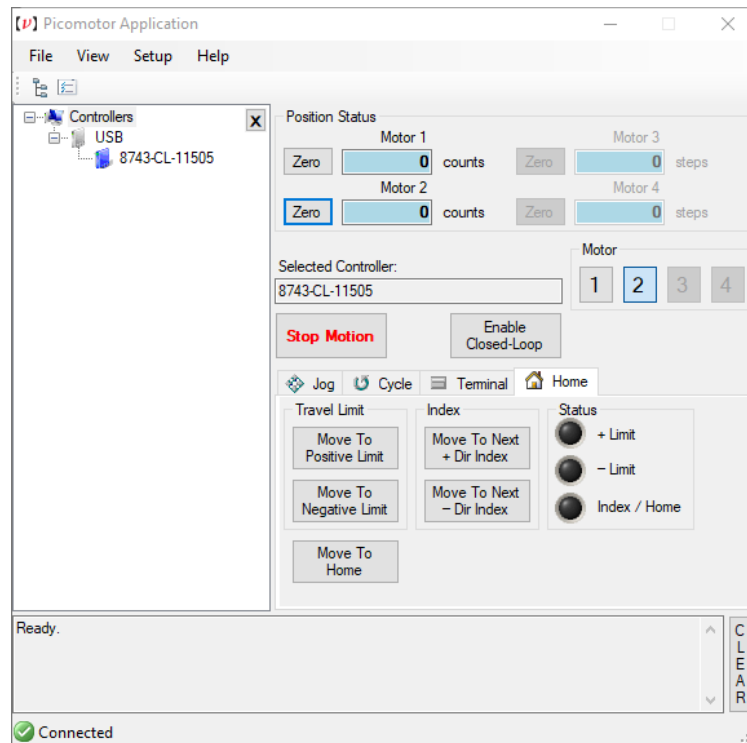 [ν] Picomotor Application
File View Setup Help
Controllers
X
USB
8743-CL-11505
Position Status
Motor 1 Motor 3
Zero 0 counts Zero 0 steps
Motor 2 Motor 4
Zero 0 counts Zero 0 steps
Selected Controller:
8743-CL-11505
Motor
1 2 3 4
Stop Motion
Enable
Closed-Loop
Jog Cycle Terminal Home
Travel Limit
Move To
Positive Limit
Move To
Negative Limit
Index
Move To Next
+ Dir Index
Move To Next
− Dir Index
Status
+ Limit
− Limit
Index / Home
Move To
Home
Ready.
C
L
E
A
R
Connected